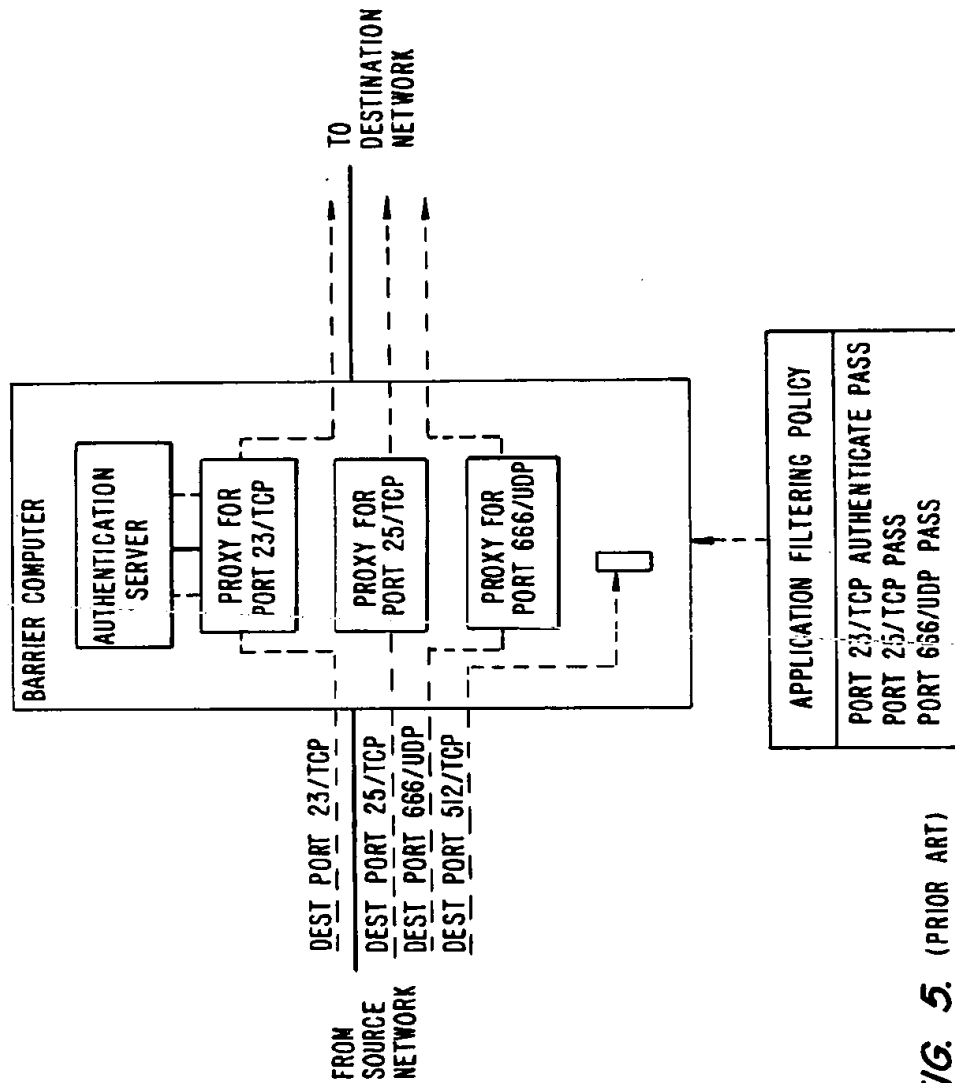 BARRIER COMPUTER
AUTHENTICATION
SERVER
PROXY FOR
PORT 23/TCP
PROXY FOR
PORT 25/TCP
PROXY FOR
PORT 666/UDP
FROM
SOURCE
NETWORK
DEST PORT 23/TCP
DEST PORT 25/TCP
DEST PORT 666/UDP
DEST PORT 512/TCP
TO
DESTINATION
NETWORK
APPLICATION FILTERING POLICY
PORT 23/TCP AUTHENTICATE PASS
PORT 25/TCP PASS
PORT 666/UDP PASS
FIG. 5. (PRIOR ART)